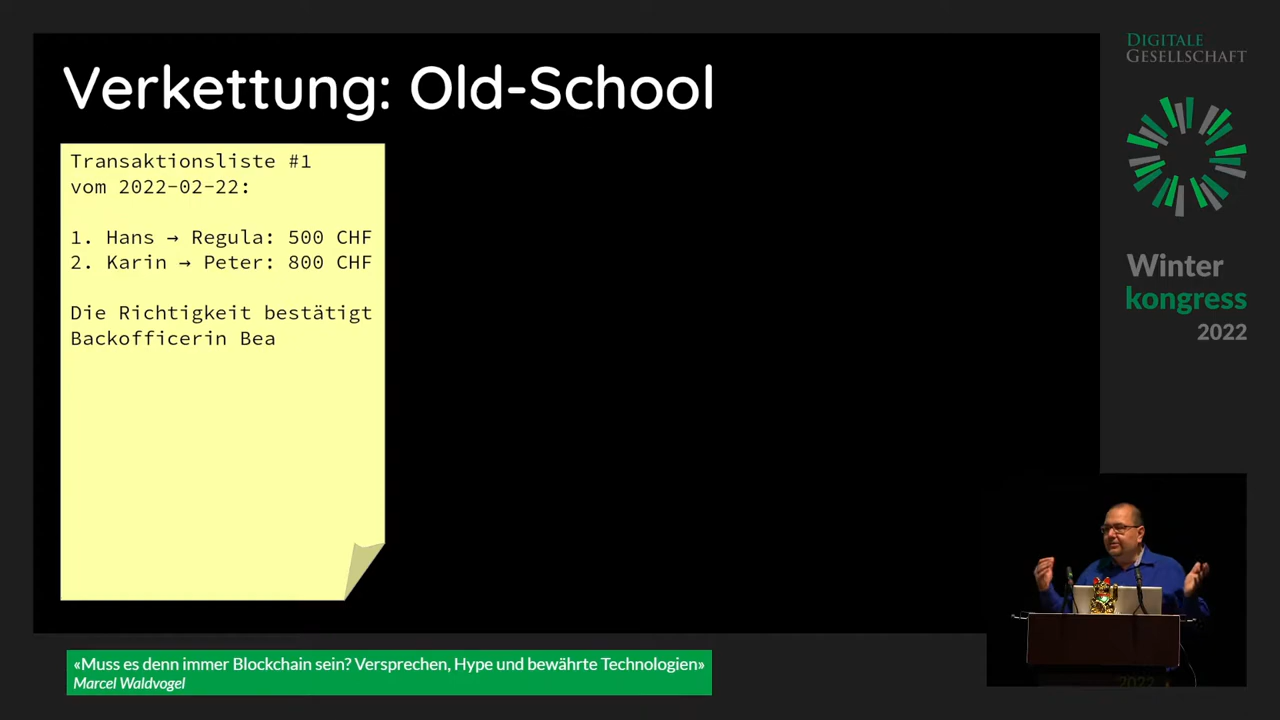 Verkettung: Old-School
Transaktionsliste #1
vom 2022-02-22:
1. Hans → Regula: 500 CHF
2. Karin → Peter: 800 CHF
Die Richtigkeit bestätigt
Backofficerin Bea
DIGITALE
GESELLSCHAFT
Winter
kongress
2022
«Muss es denn immer Blockchain sein? Versprechen, Hype und bewährte Technologien»
Marcel Waldvogel
2022